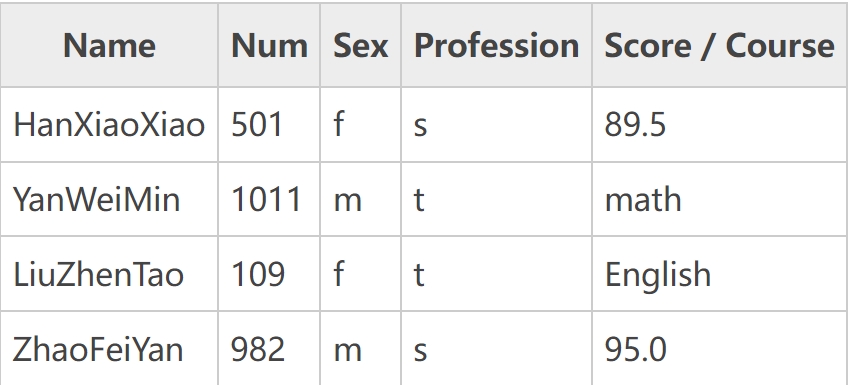 Name Num Sex Profession Score / Course
HanXiaoXiao 501 f s 89.5
YanWeiMin 1011 m t math
LiuZhenTao 109 f t English
ZhaoFeiYan 982 m s 95.0